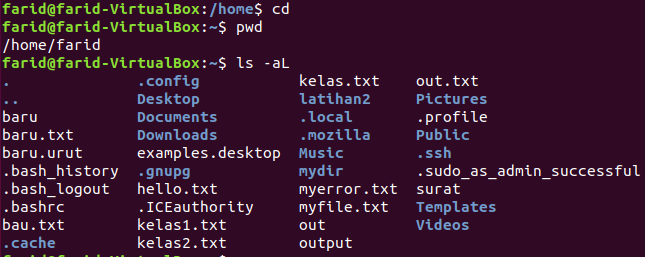 farid@farid-VirtualBox:/home$ cd
farid@farid-VirtualBox:~$ pwd
/home/farid
farid@farid-VirtualBox:~$ ls -aL
. .config kelas.txt out.txt
.. Desktop latihan2 Pictures
baru Documents .local .profile
baru.txt Downloads .mozilla Public
baru.urut examples.desktop Music .ssh
.bash_history .gnupg mydir .sudo_as_admin_successful
.bash_logout hello.txt myerror.txt surat
.bashrc .ICEauthority myfile.txt Templates
bau.txt kelas1.txt out Videos
.cache kelas2.txt output